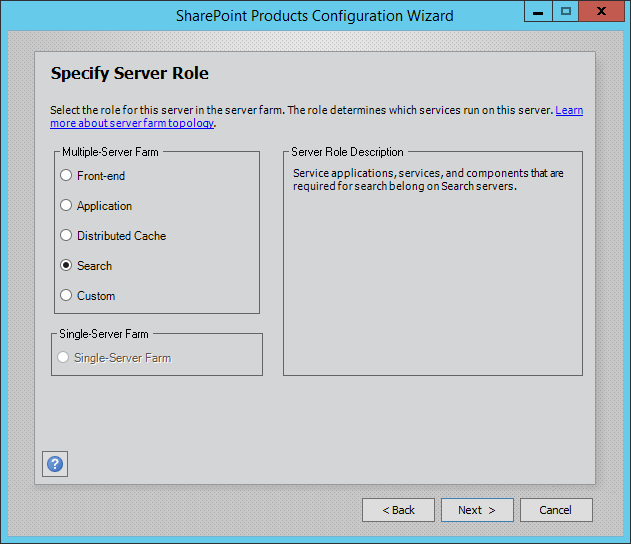 SharePoint Products Configuration Wizard
Specify Server Role
Select the role for this server in the server farm. The role determines which services run on this server. Learn
more about server farm topology.
Multiple-Server Farm
Front-end
Application
Distributed Cache
Search
Custom
Single-Server Farm
Single-Server Farm
Server Role Description
Service applications, services, and components that are
required for search belong on Search servers.
?
< Back
Next >
Cancel